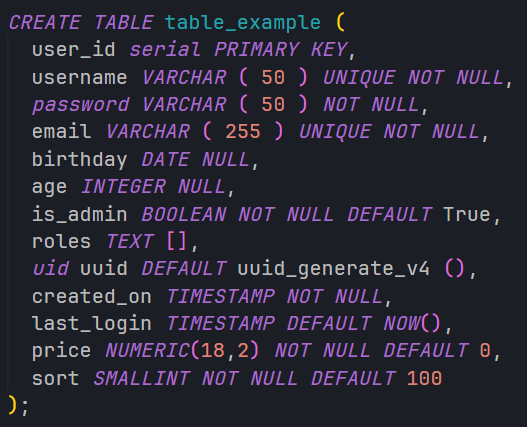 CREATE TABLE table_example (
user_id serial PRIMARY KEY,
username VARCHAR ( 50 ) UNIQUE NOT NULL,
password VARCHAR ( 50 ) NOT NULL,
email VARCHAR ( 255 ) UNIQUE NOT NULL,
birthday DATE NULL,
age INTEGER NULL,
is_admin BOOLEAN NOT NULL DEFAULT True,
roles TEXT [],
uid uuid DEFAULT uuid_generate_v4 (),
created_on TIMESTAMP NOT NULL,
last_login TIMESTAMP DEFAULT NOW(),
price NUMERIC(18,2) NOT NULL DEFAULT 0,
sort SMALLINT NOT NULL DEFAULT 100
);